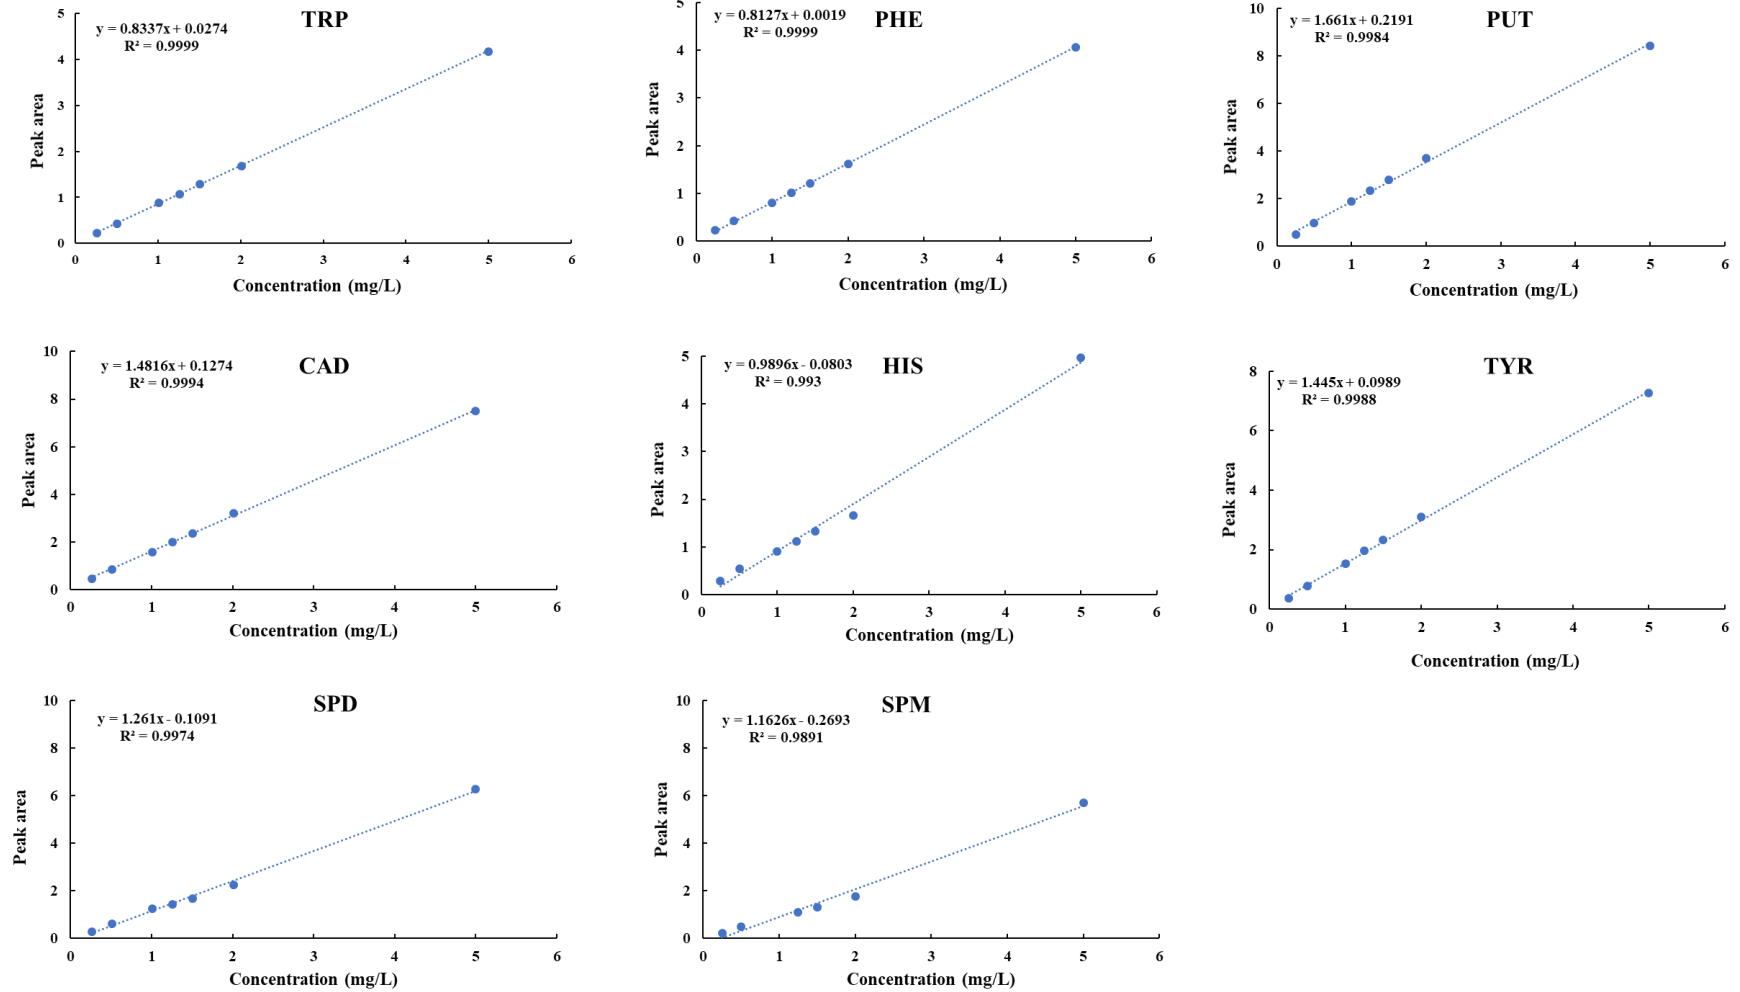 TRP
y = 0.8337x + 0.0274
R² = 0.9999
5
4
3
2
1
0
Peak area
0 1 2 3 4 5 6
Concentration (mg/L)
PHE
y = 0.8127x + 0.0019
R² = 0.9999
5
4
3
2
1
0
Peak area
0 1 2 3 4 5 6
Concentration (mg/L)
PUT
y = 1.661x + 0.2191
R² = 0.9984
10
8
6
4
2
0
Peak area
0 1 2 3 4 5 6
Concentration (mg/L)
CAD
y = 1.4816x + 0.1274
R² = 0.9994
10
8
6
4
2
0
Peak area
0 1 2 3 4 5 6
Concentration (mg/L)
HIS
y = 0.9896x - 0.0803
R² = 0.993
5
4
3
2
1
0
Peak area
0 1 2 3 4 5 6
Concentration (mg/L)
TYR
y = 1.445x + 0.0989
R² = 0.9988
8
6
4
2
0
Peak area
0 1 2 3 4 5 6
Concentration (mg/L)
SPD
y = 1.261x - 0.1091
R² = 0.9974
10
8
6
4
2
0
Peak area
0 1 2 3 4 5 6
Concentration (mg/L)
SPM
y = 1.1626x - 0.2693
R² = 0.9891
10
8
6
4
2
0
Peak area
0 1 2 3 4 5 6
Concentration (mg/L)